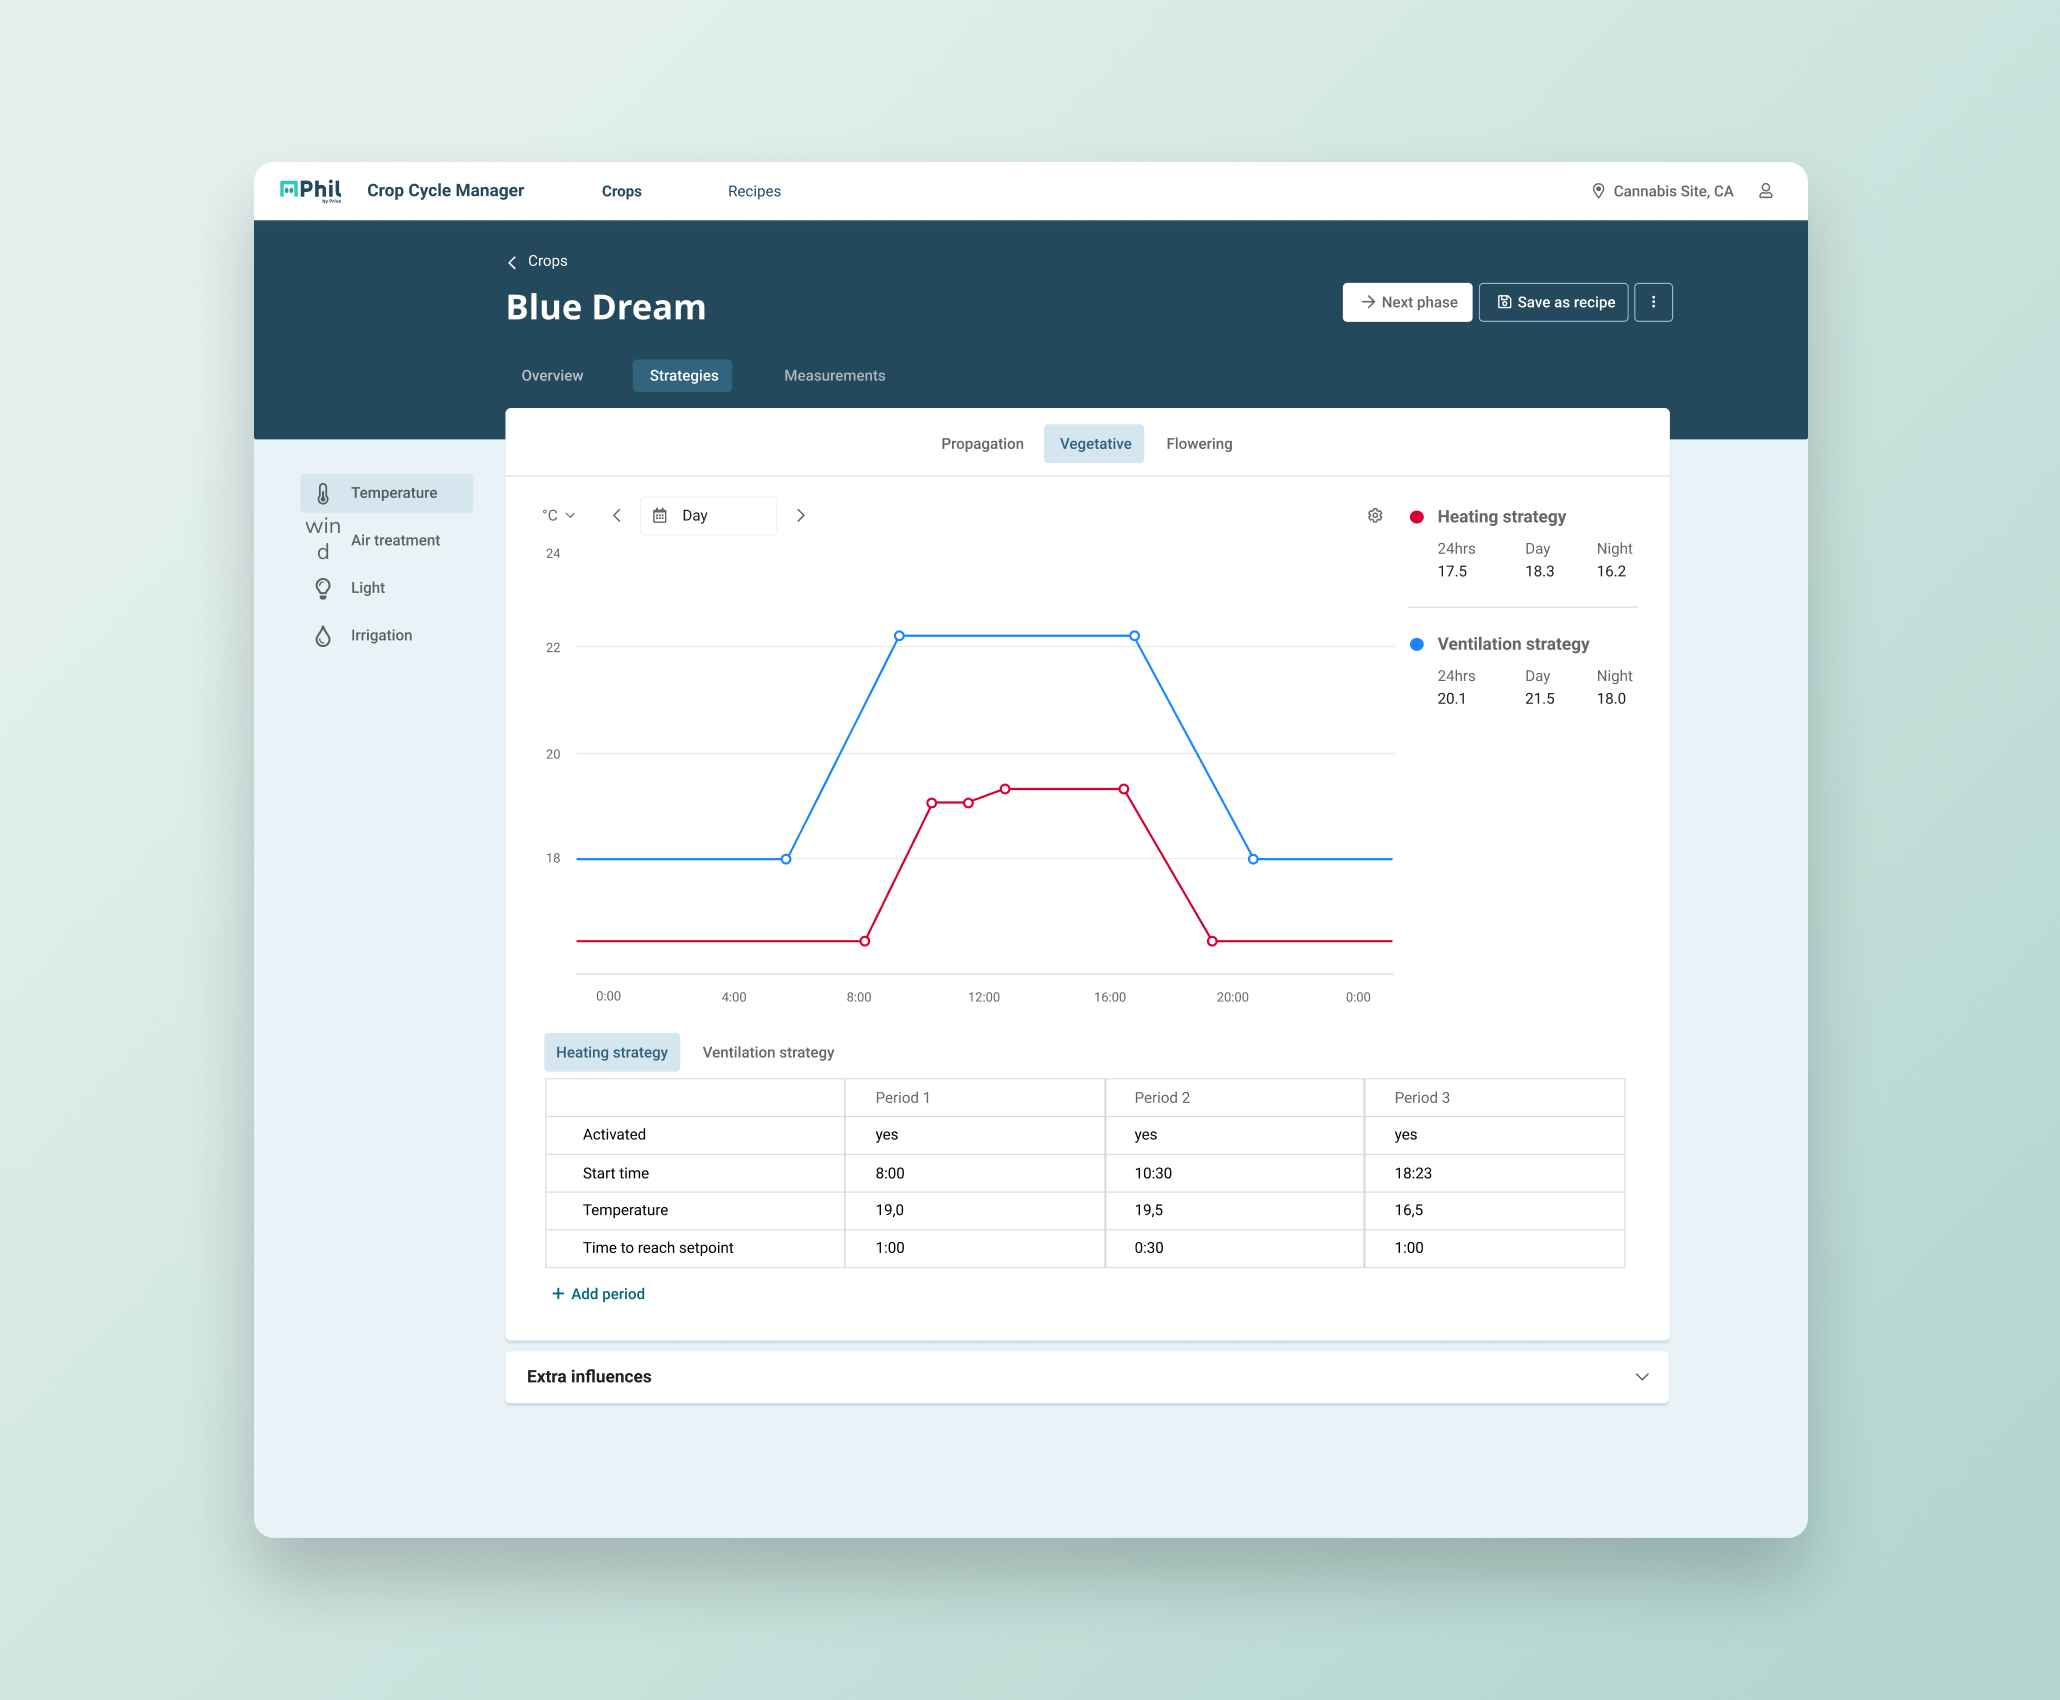 Phil
by Priva
Crop Cycle Manager
Crops
Recipes
Cannabis Site, CA
Crops
Blue Dream
Next phase
Save as recipe
Overview
Strategies
Measurements
Propagation
Vegetative
Flowering
Temperature
win
d
Air treatment
Light
Irrigation
°C
Day
24
22
20
18
0:00
4:00
8:00
12:00
16:00
20:00
0:00
Heating strategy
24hrs Day Night
17.5 18.3 16.2
Ventilation strategy
24hrs Day Night
20.1 21.5 18.0
Heating strategy
Ventilation strategy
Period 1 Period 2 Period 3
Activated yes yes yes
Start time 8:00 10:30 18:23
Temperature 19,0 19,5 16,5
Time to reach setpoint 1:00 0:30 1:00
+ Add period
Extra influences